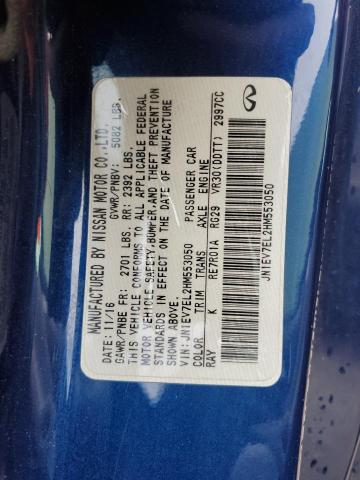 MANUFACTURED BY NISSAN MOTOR CO.,LTD.
DATE: 11/16 GVWR/PNBV: 5082 LBS.
GAWR/PNBE FR: 2701 LBS. RR: 2392 LBS.
THIS VEHICLE CONFORMS TO ALL APPLICABLE FEDERAL
MOTOR VEHICLE SAFETY,BUMPER,AND THEFT PREVENTION
STANDARDS IN EFFECT ON THE DATE OF MANUFACTURE
SHOWN ABOVE.
VIN:JN1EV7EL2HM553050 PASSENGER CAR
COLOR TRIM TRANS AXLE ENGINE
RAY K RE7R01A RG29 VR30(DDTT) 2997CC
JN1EV7EL2HM553050